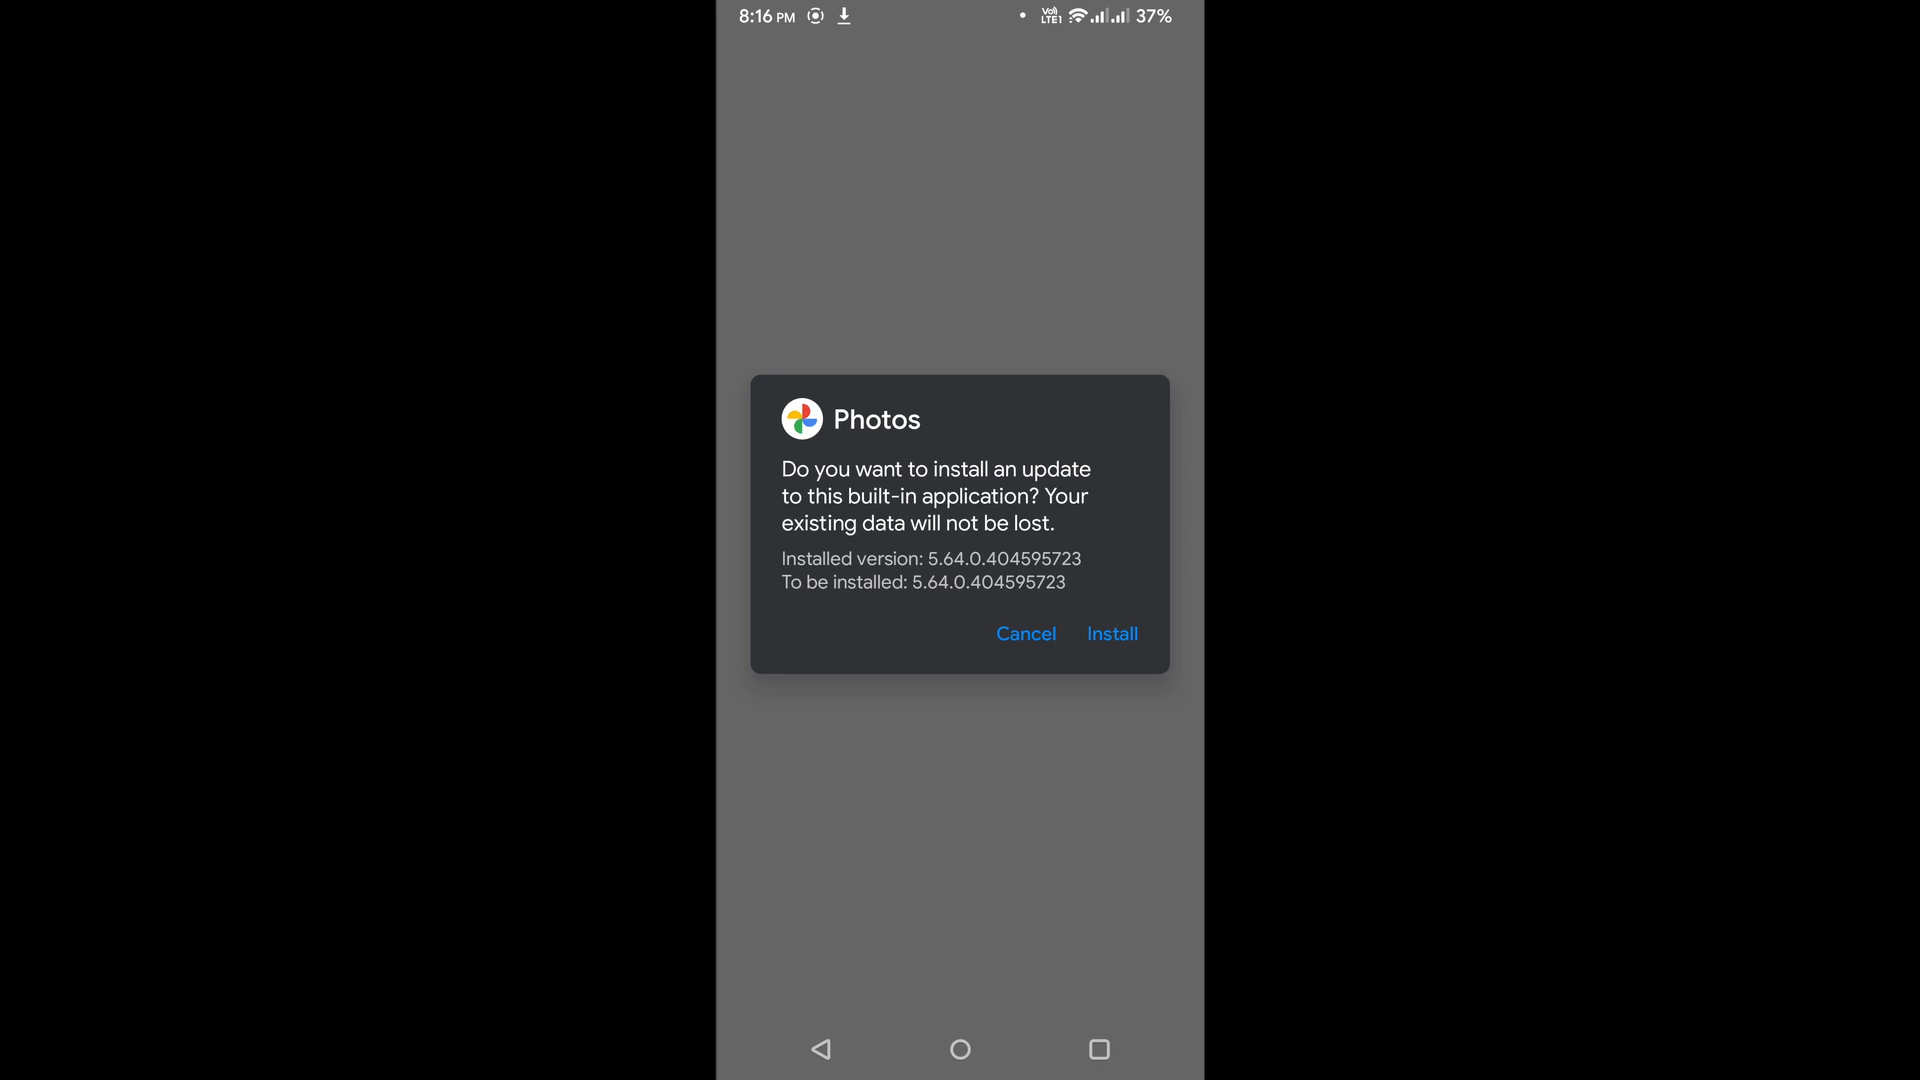 8:16 PM 37%
Vo) LTE1
Photos
Do you want to install an update
to this built-in application? Your
existing data will not be lost.
Installed version: 5.64.0.404595723
To be installed: 5.64.0.404595723
Cancel Install